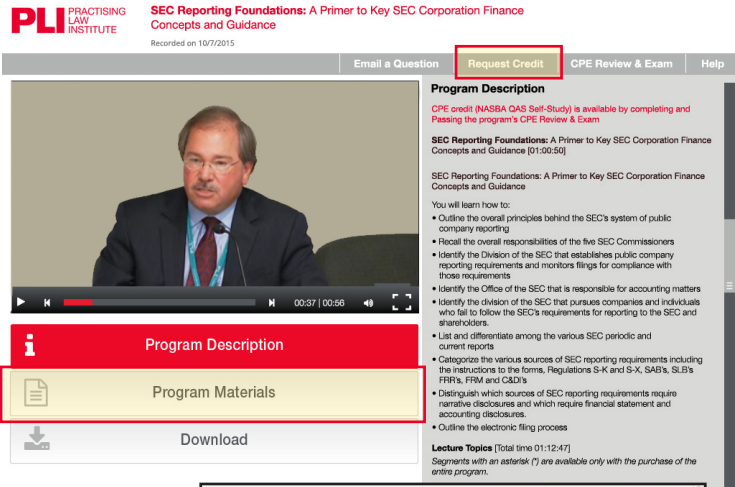 PLI PRACTISING
LAW
INSTITUTE
SEC Reporting Foundations: A Primer to Key SEC Corporation Finance
Concepts and Guidance
Recorded on 10/7/2015
Email a Question
Request Credit
CPE Review & Exam
Help
00:37 | 00:56
Program Description
Program Materials
Download
Program Description
CPE credit (NASBA QAS Self-Study) is available by completing and
Passing the program's CPE Review & Exam
SEC Reporting Foundations: A Primer to Key SEC Corporation Finance
Concepts and Guidance [01:00:50]
SEC Reporting Foundations: A Primer to Key SEC Corporation Finance
Concepts and Guidance
You will learn how to:
• Outline the overall principles behind the SEC's system of public
company reporting
• Recall the overall responsibilities of the five SEC Commissioners
• Identify the Division of the SEC that establishes public company
reporting requirements and monitors filings for compliance with
those requirements
• Identify the Office of the SEC that is responsible for accounting matters
• Identify the division of the SEC that pursues companies and individuals
who fail to follow the SEC's requirements for reporting to the SEC and
shareholders.
• List and differentiate among the various SEC periodic and
current reports
• Categorize the various sources of SEC reporting requirements including
the instructions to the forms, Regulations S-K and S-X, SAB's, SLB's
FRR's, FRM and C&DI's
• Distinguish which sources of SEC reporting requirements require
narrative disclosures and which require financial statement and
accounting disclosures.
• Outline the electronic filing process
Lecture Topics [Total time 01:12:47]
Segments with an asterisk (*) are available only with the purchase of the
entire program.